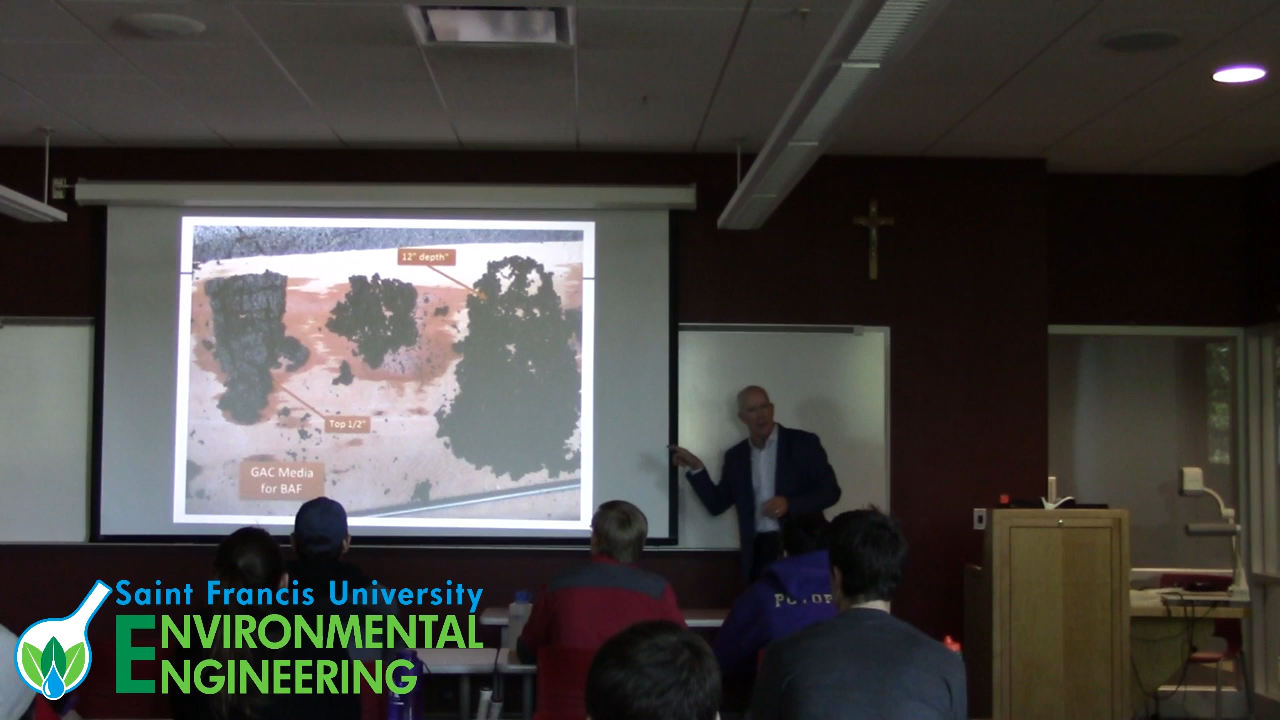 12" depth"
Top 1/2"
GAC Media
for BAF
Saint Francis University
ENVIRONMENTAL
ENGINEERING